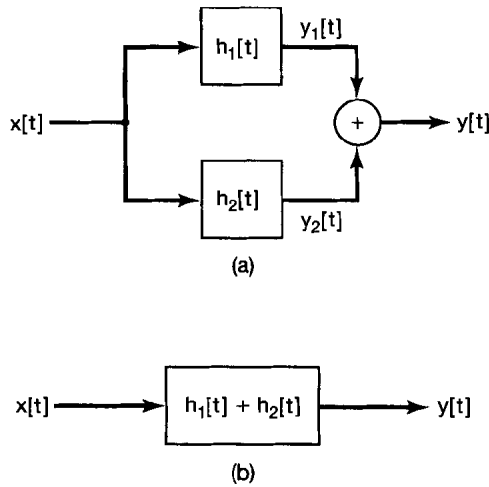 y₁[t]
h₁[t]
x[t]
+
y[t]
h₂[t]
y₂[t]
(a)
x[t]
h₁[t] + h₂[t]
y[t]
(b)